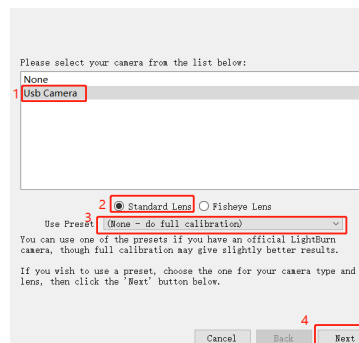 Please select your camera from the list below:
None
1 Usb Camera
2 Standard Lens Fisheye Lens
3
Use Preset (None - do full calibration)
You can use one of the presets if you have an official LightBurn
camera, though full calibration may give slightly better results.
If you wish to use a preset, choose the one for your camera type and
lens, then click the 'Next' button below.
4
Cancel Back Next